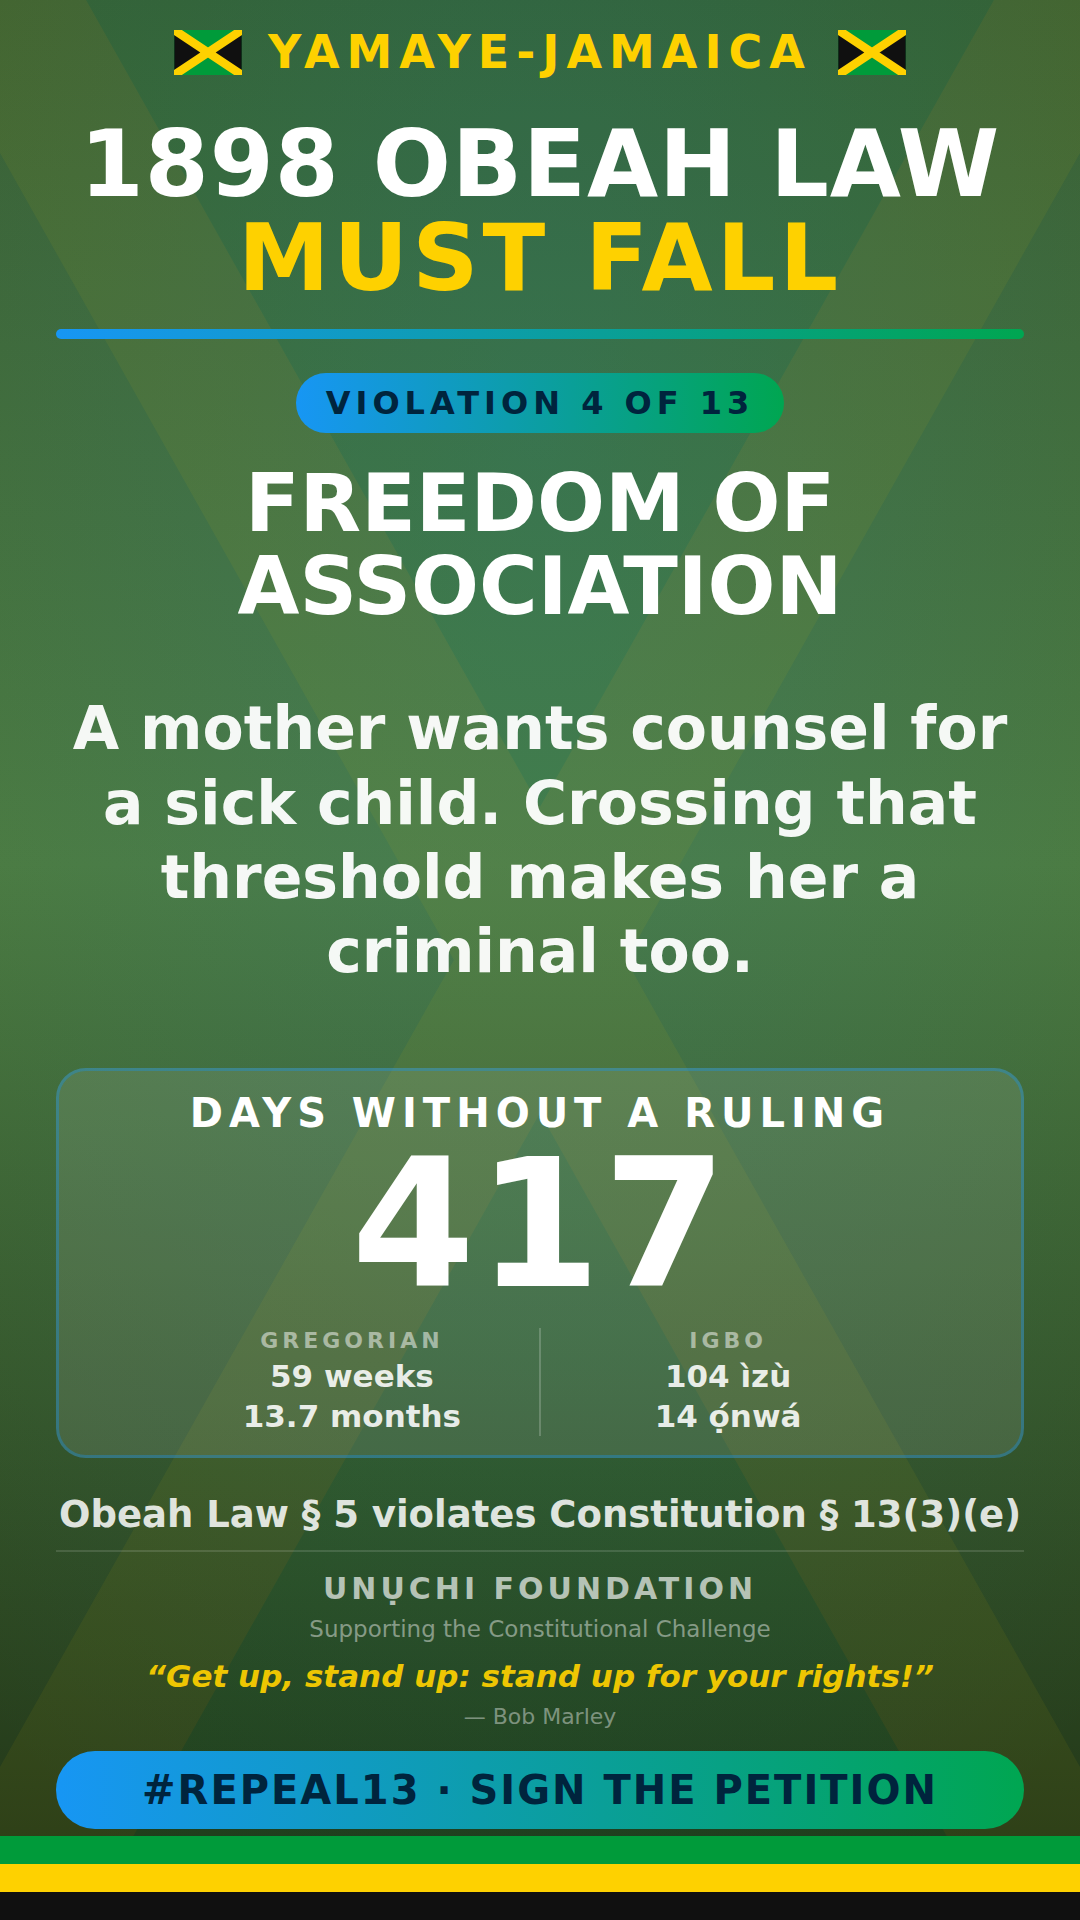 YAMAYE-JAMAICA
1898 OBEAH LAW
MUST FALL
VIOLATION 4 OF 13
FREEDOM OF
ASSOCIATION
A mother wants counsel for
a sick child. Crossing that
threshold makes her a
criminal too.
DAYS WITHOUT A RULING
417
GREGORIAN
59 weeks
13.7 months
IGBO
104 ìzù
14 ọ́nwá
Obeah Law § 5 violates Constitution § 13(3)(e)
UNỤCHI FOUNDATION
Supporting the Constitutional Challenge
“Get up, stand up: stand up for your rights!”
— Bob Marley
#REPEAL13 · SIGN THE PETITION